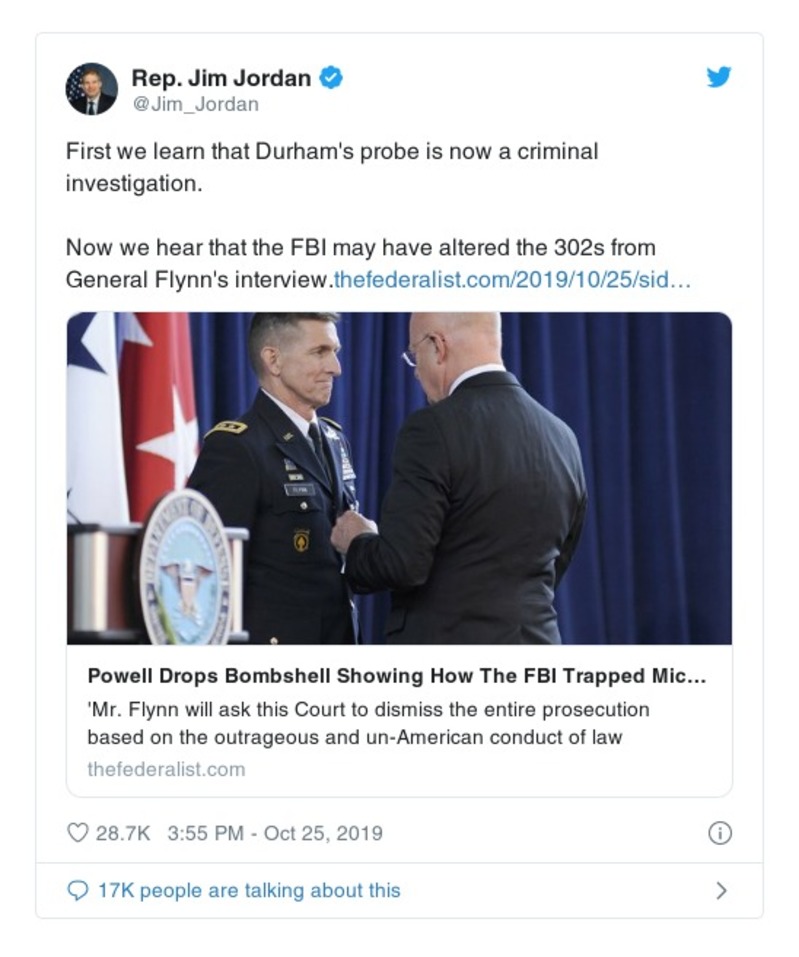 Rep. Jim Jordan
@Jim_Jordan
First we learn that Durham's probe is now a criminal
investigation.
Now we hear that the FBI may have altered the 302s from
General Flynn's interview.thefederalist.com/2019/10/25/sid…
FLYNN
Powell Drops Bombshell Showing How The FBI Trapped Mic...
'Mr. Flynn will ask this Court to dismiss the entire prosecution
based on the outrageous and un-American conduct of law
thefederalist.com
28.7K 3:55 PM - Oct 25, 2019
17K people are talking about this